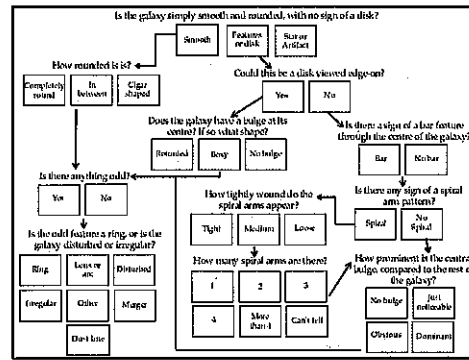 Is the galaxy simply smooth and rounded, with no sign of a disk?
Smooth
Features
or disk
Star or
Artifact
How rounded is is?
Completely
round
In
between
Cigar
shaped
Could this be a disk viewed edge-on?
Yes
No
Does the galaxy have a bulge at its
centre? If so what shape?
Rounded
Boxy
No bulge
Is there a sign of a bar feature
through the centre of the galaxy?
Bar
No bar
Is there anything odd?
Yes
No
Is there any sign of a spiral
arm pattern?
Spiral
No
Spiral
How tightly wound do the
spiral arms appear?
Tight
Medium
Loose
Is the odd feature a ring, or is the
galaxy disturbed or irregular?
Ring
Lens or
arc
Disturbed
Irregular
Other
Merger
Dust lane
How many spiral arms are there?
1
2
3
4
More
than 4
Can't tell
How prominent is the central
bulge, compared to the rest of
the galaxy?
No bulge
Just
noticeable
Obvious
Dominant